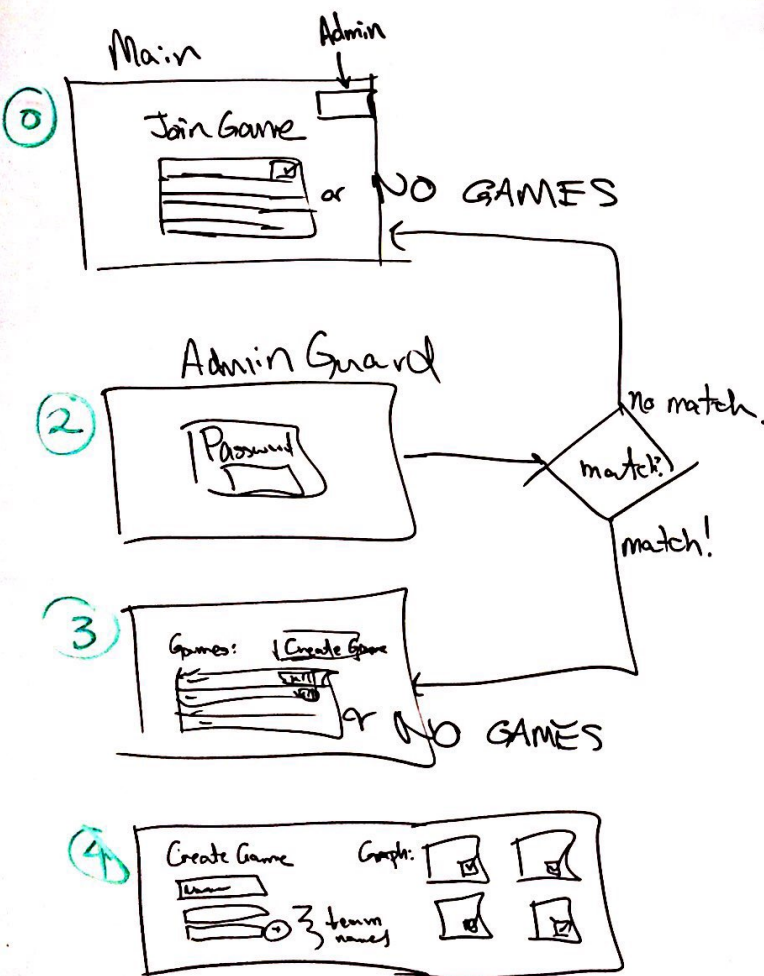 Main
Admin
0
Join Game
or NO GAMES
Admin Guard
2
Password
no match.
match?
match!
3
Games:
Create Game
or NO GAMES
4
Create Game
Graph:
name
+
team
names